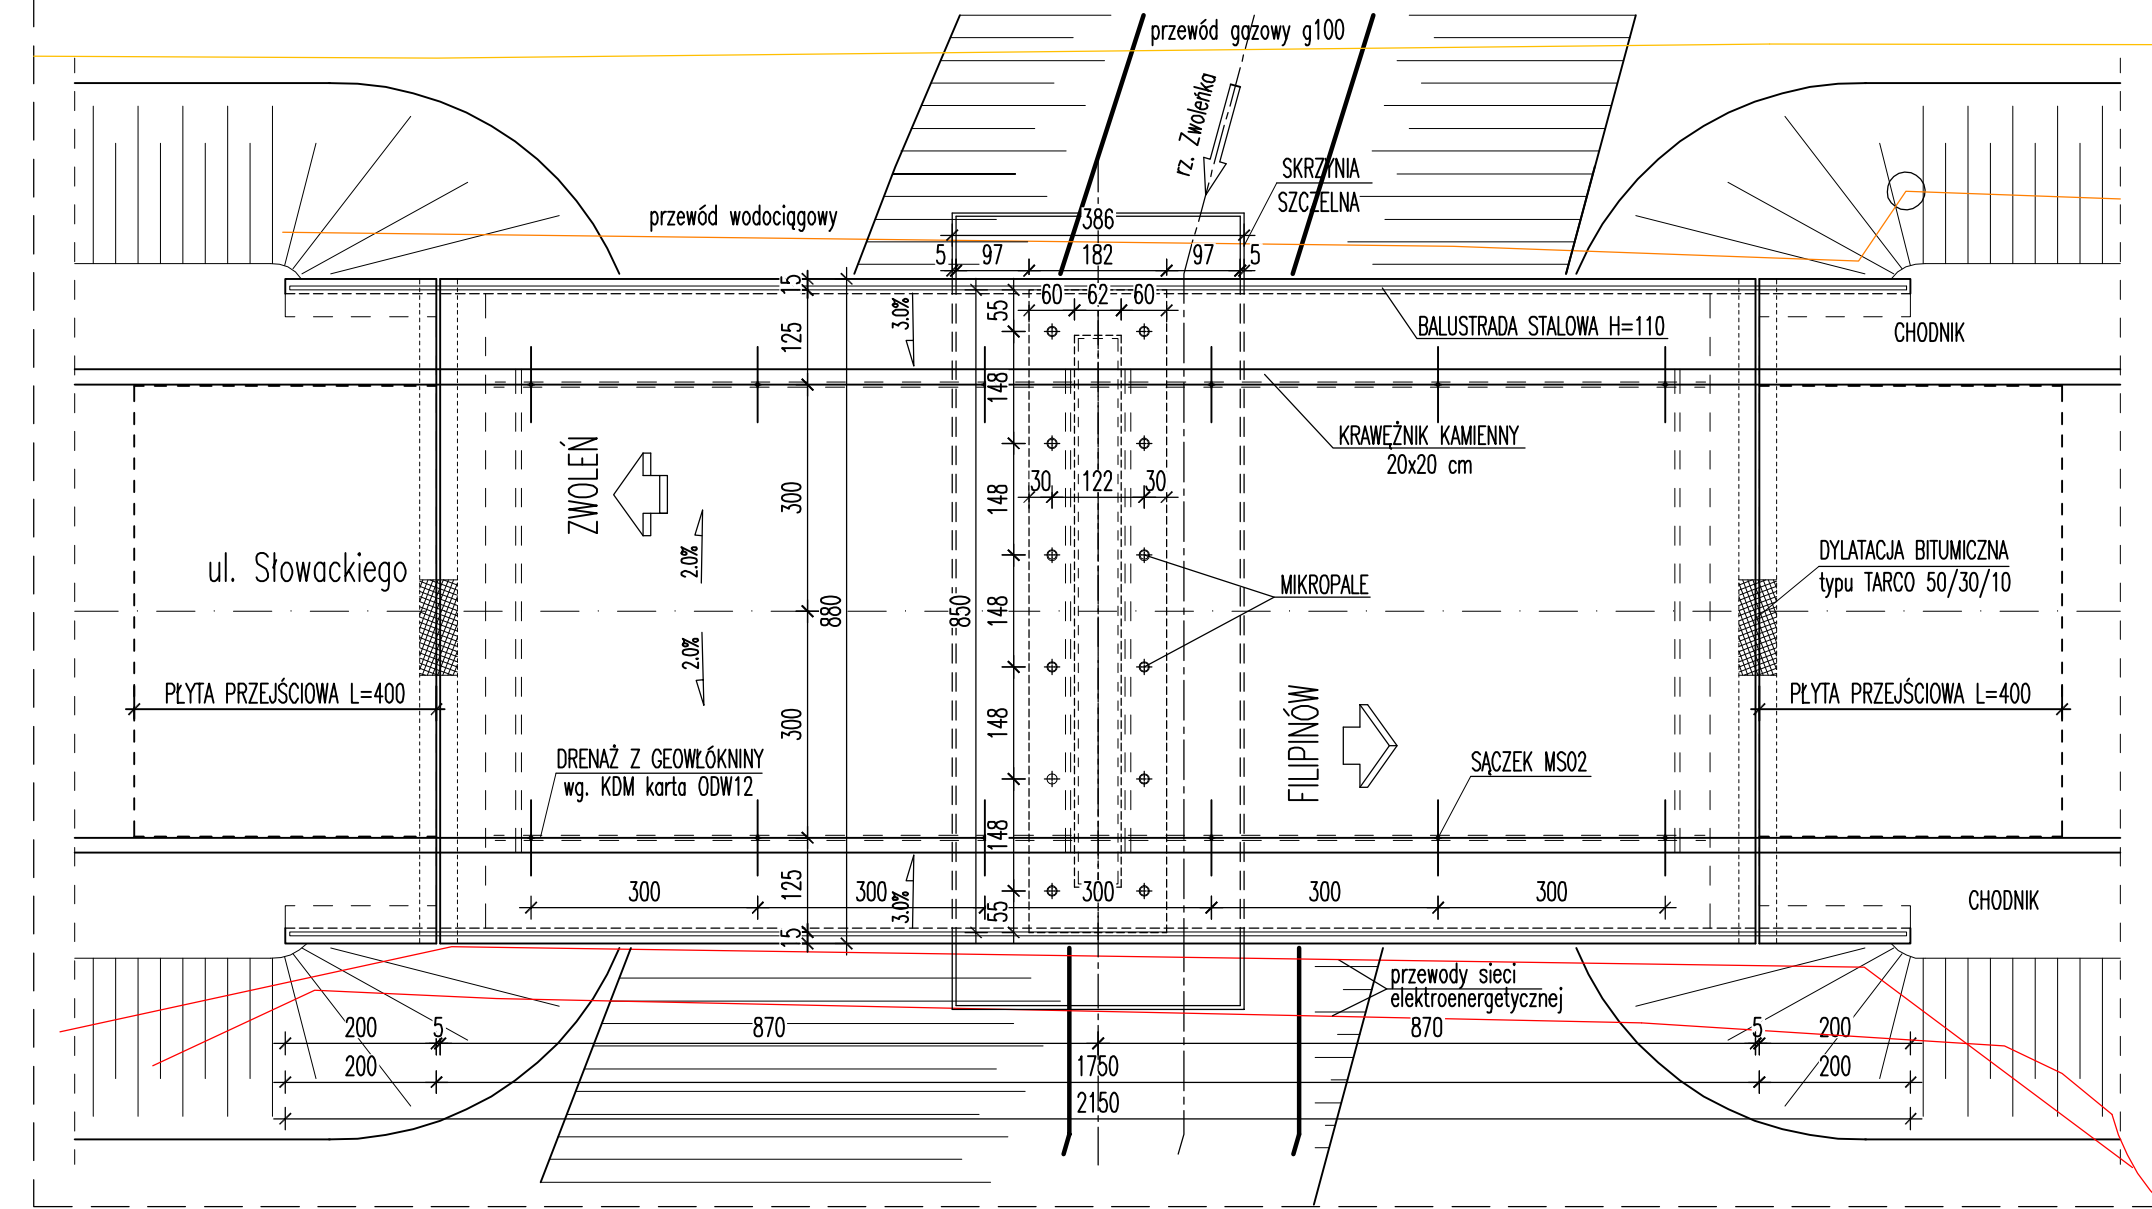 przewód gazowy g100
rz. Zwoleńka
SKRZYNIA
SZCZELNA
przewód wodociągowy
386
5
97
182
97
5
60
62
60
15
125
300
300
125
15
880
850
55
148
148
148
148
148
55
3.0%
BALUSTRADA STALOWA H=110
CHODNIK
KRAWĘŻNIK KAMIENNY
20x20 cm
30
122
30
ZWOLEŃ
2.0%
2.0%
ul. Słowackiego
MIKROPALE
DYLATACJA BITUMICZNA
typu TARCO 50/30/10
PŁYTA PRZEJŚCIOWA L=400
PŁYTA PRZEJŚCIOWA L=400
FILIPINÓW
DRENAŻ Z GEOWŁÓKNINY
wg. KDM karta ODW12
SĄCZEK MS02
300
300
300
300
300
3.0%
CHODNIK
przewody sieci
elektroenergetycznej
200
5
870
870
5
200
200
1750
200
2150